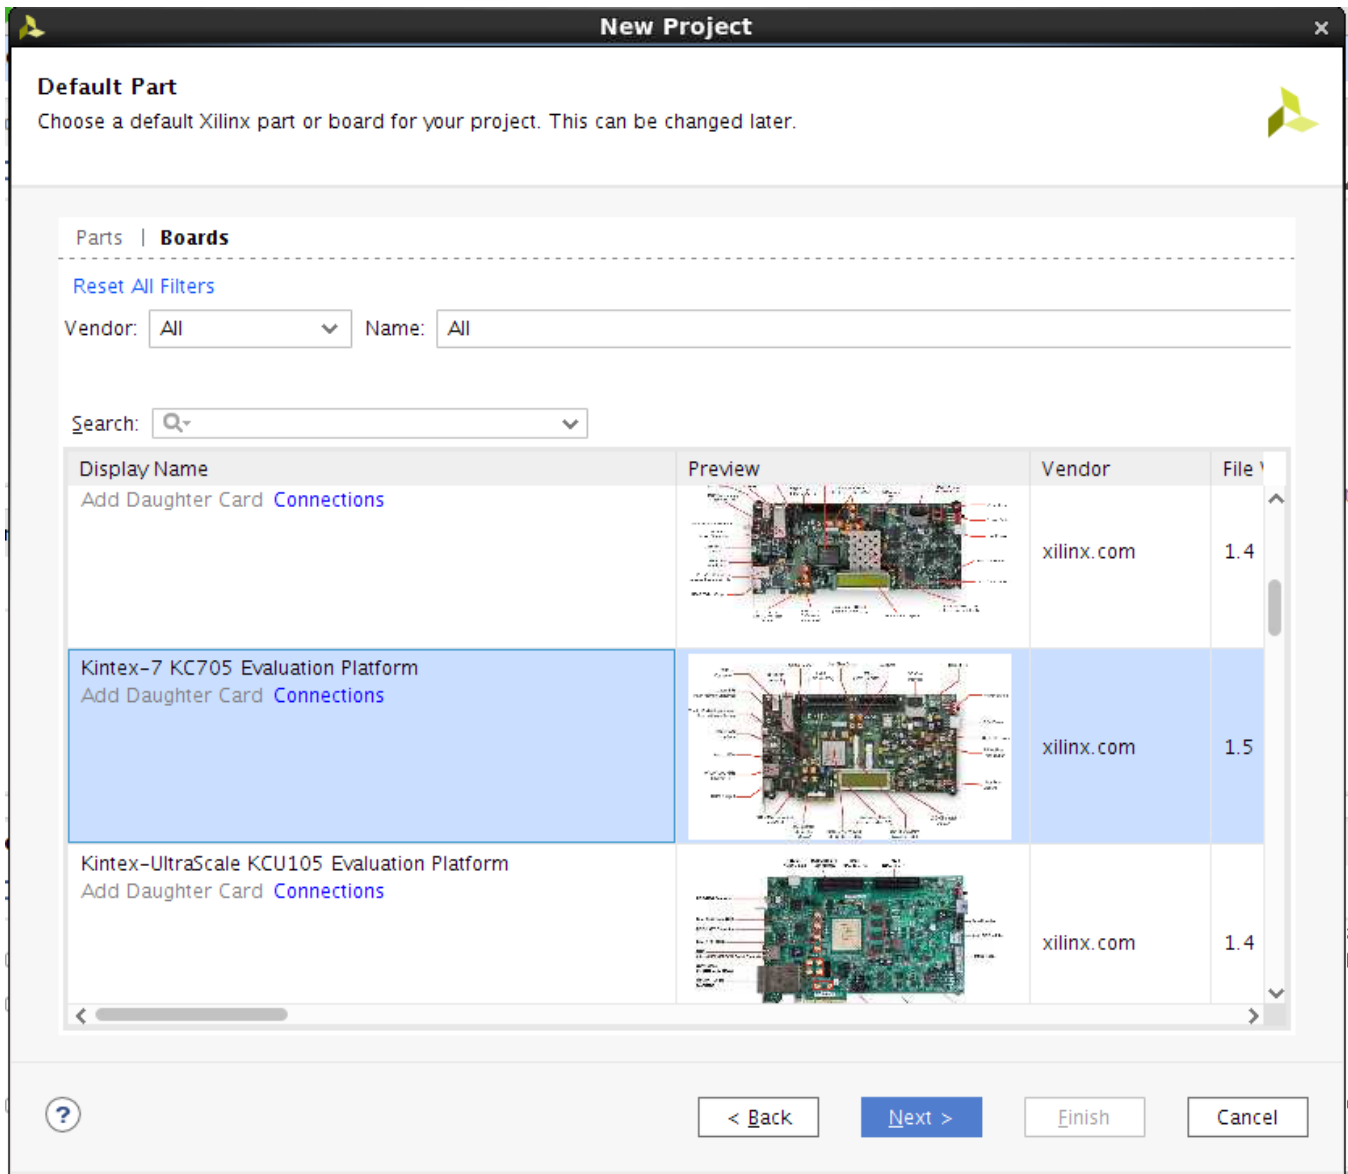 New Project
Default Part
Choose a default Xilinx part or board for your project. This can be changed later.
Parts | Boards
Reset All Filters
Vendor: All Name: All
Search:
Display Name Preview Vendor File
Add Daughter Card Connections
xilinx.com 1.4
Kintex-7 KC705 Evaluation Platform
Add Daughter Card Connections
xilinx.com 1.5
Kintex-UltraScale KCU105 Evaluation Platform
Add Daughter Card Connections
xilinx.com 1.4
? < Back Next > Finish Cancel